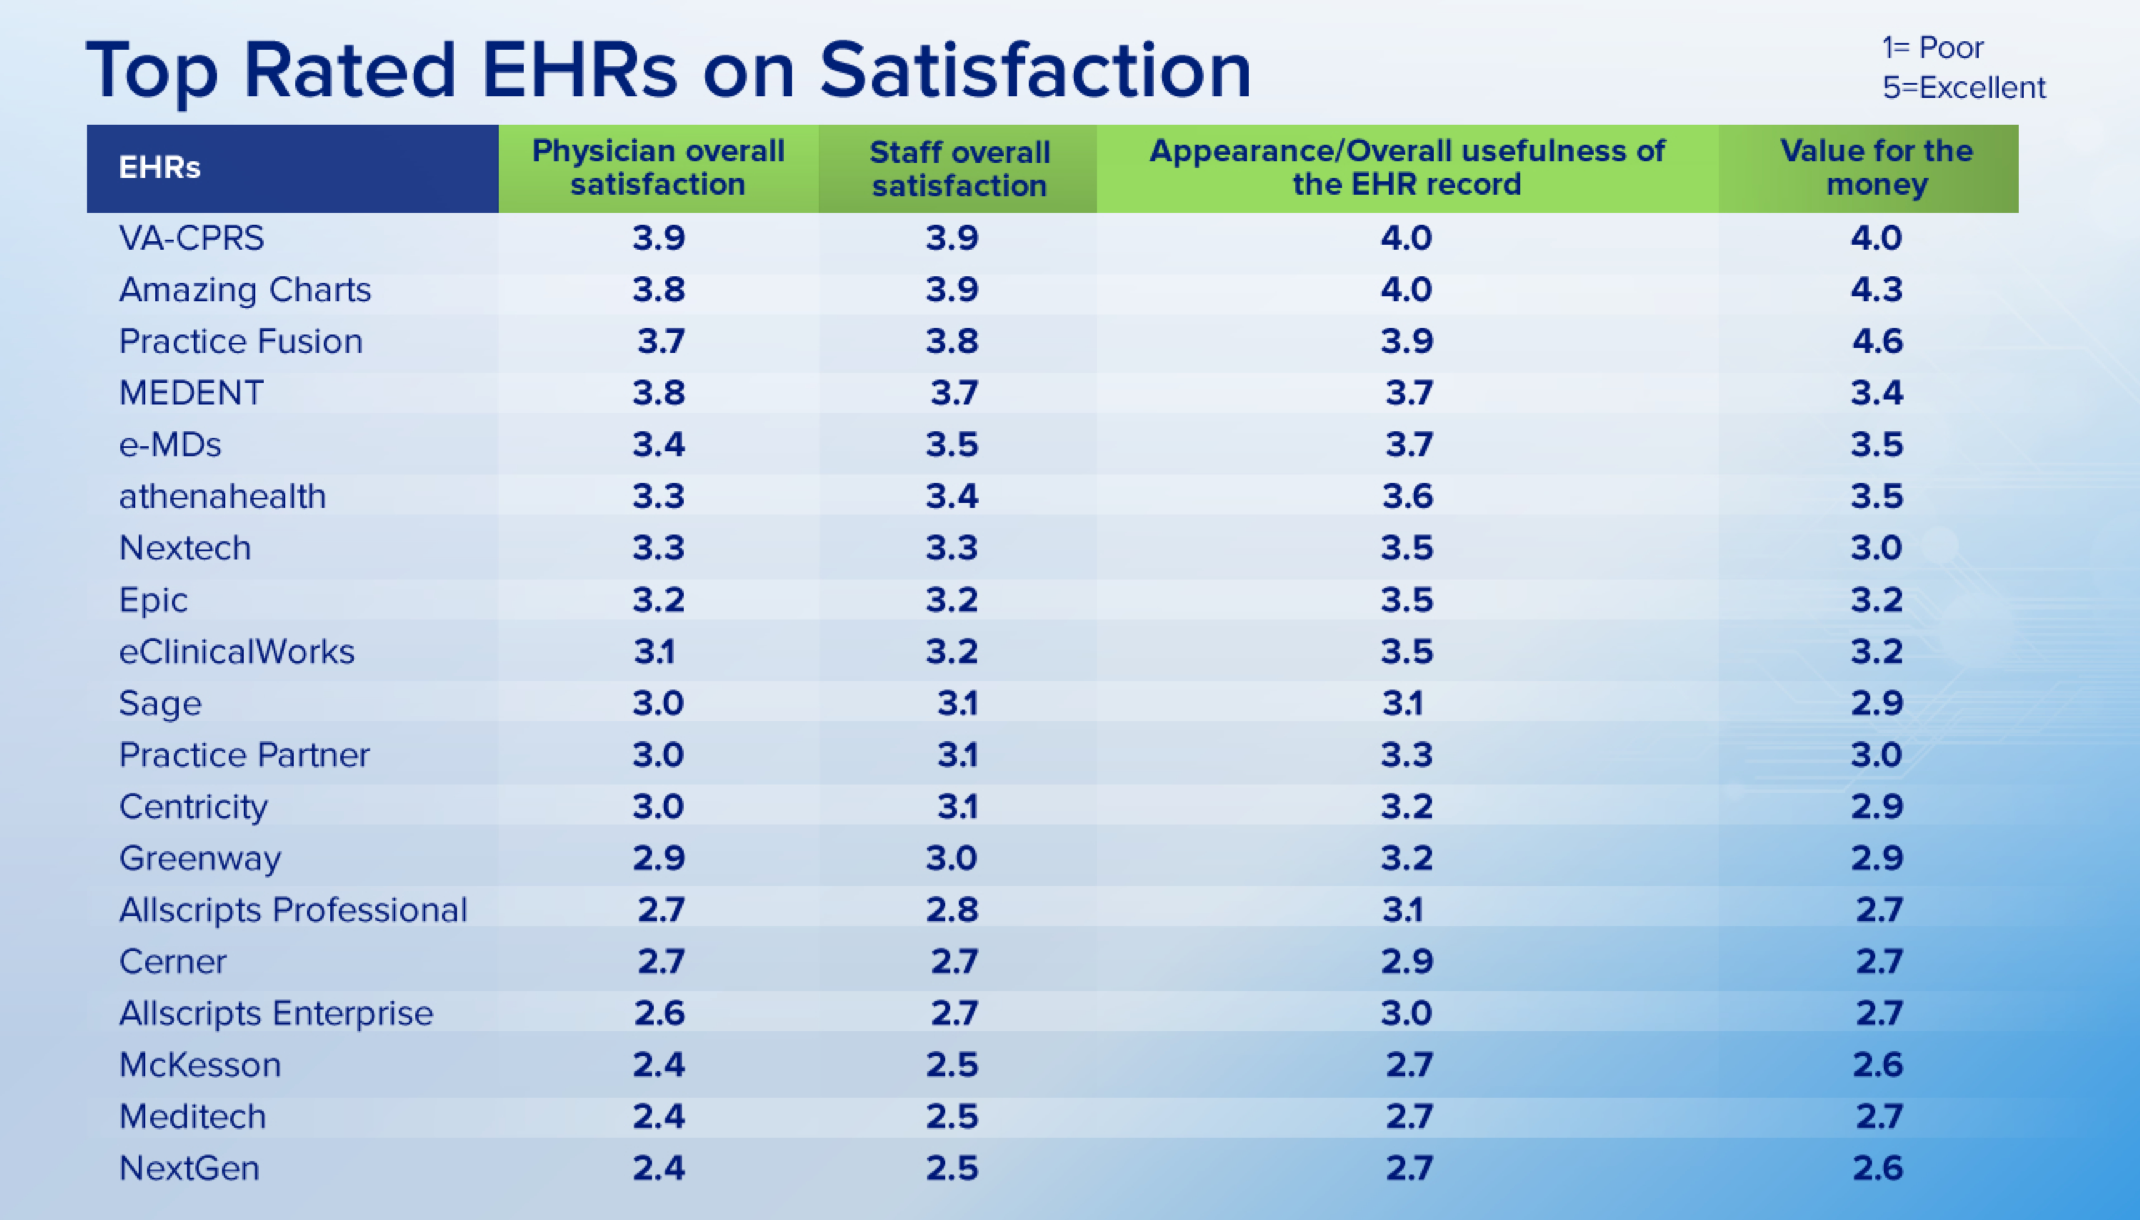 Top Rated EHRs on Satisfaction
1= Poor
5=Excellent
EHRs
Physician overall
satisfaction
Staff overall
satisfaction
Appearance/Overall usefulness of
the EHR record
Value for the
money
VA-CPRS 3.9 3.9 4.0 4.0
Amazing Charts 3.8 3.9 4.0 4.3
Practice Fusion 3.7 3.8 3.9 4.6
MEDENT 3.8 3.7 3.7 3.4
e-MDs 3.4 3.5 3.7 3.5
athenahealth 3.3 3.4 3.6 3.5
Nextech 3.3 3.3 3.5 3.0
Epic 3.2 3.2 3.5 3.2
eClinicalWorks 3.1 3.2 3.5 3.2
Sage 3.0 3.1 3.1 2.9
Practice Partner 3.0 3.1 3.3 3.0
Centricity 3.0 3.1 3.2 2.9
Greenway 2.9 3.0 3.2 2.9
Allscripts Professional 2.7 2.8 3.1 2.7
Cerner 2.7 2.7 2.9 2.7
Allscripts Enterprise 2.6 2.7 3.0 2.7
McKesson 2.4 2.5 2.7 2.6
Meditech 2.4 2.5 2.7 2.7
NextGen 2.4 2.5 2.7 2.6